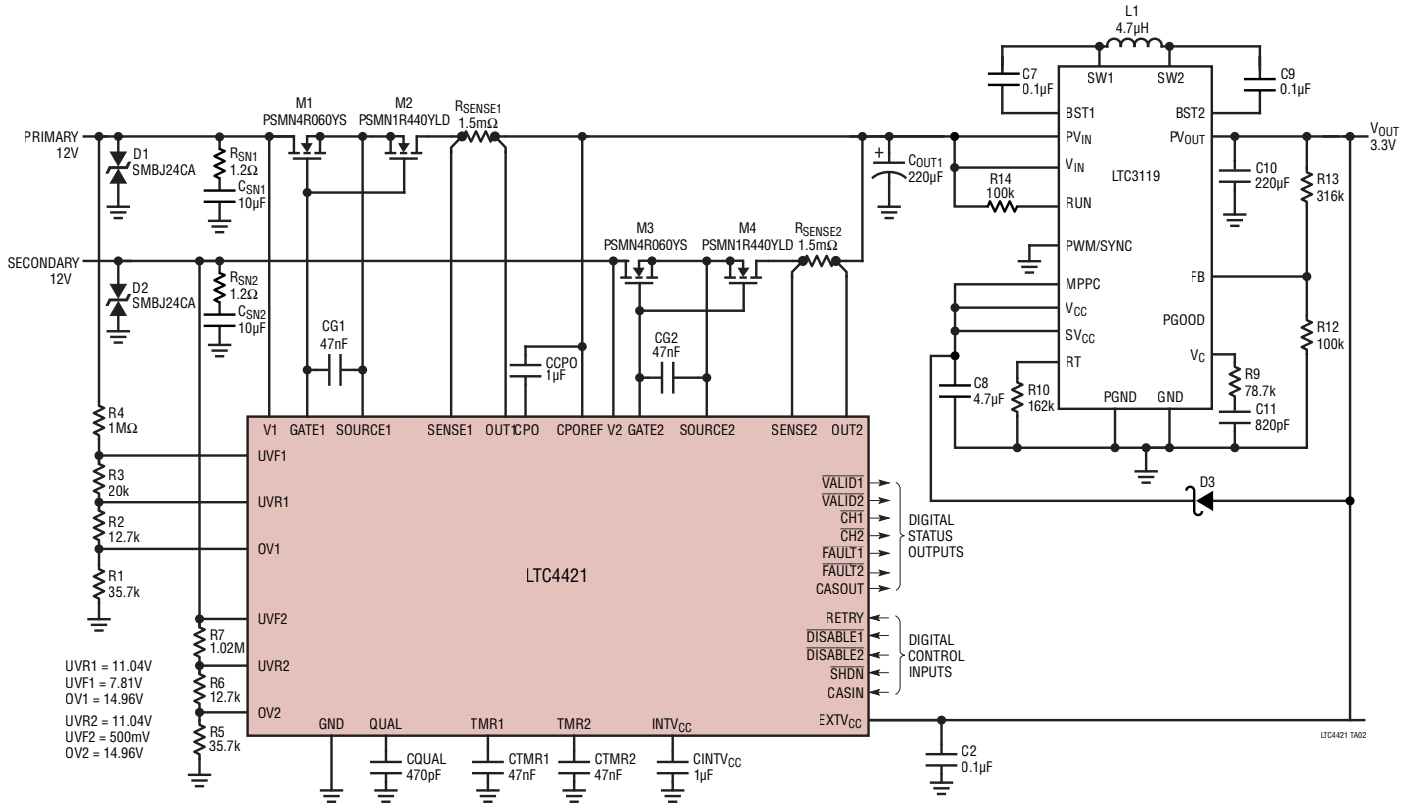 L1
4.7µH
C7
0.1µF
C9
0.1µF
SW1
SW2
BST1
BST2
PVIN
PVOUT
VIN
LTC3119
RUN
PWM/SYNC
MPPC
VCC
SVCC
RT
FB
PGOOD
VC
PGND
GND
VOUT
3.3V
C10
220µF
R13
316k
R12
100k
R9
78.7k
C11
820pF
R14
100k
C8
4.7µF
R10
162k
D3
PRIMARY
12V
D1
SMBJ24CA
RSN1
1.2Ω
CSN1
10µF
M1
PSMN4R060YS
M2
PSMN1R440YLD
RSENSE1
1.5mΩ
+
COUT1
220µF
SECONDARY
12V
D2
SMBJ24CA
RSN2
1.2Ω
CSN2
10µF
M3
PSMN4R060YS
M4
PSMN1R440YLD
RSENSE2
1.5mΩ
CG1
47nF
CCPO
1µF
CG2
47nF
R4
1MΩ
R3
20k
R2
12.7k
R1
35.7k
R7
1.02M
R6
12.7k
R5
35.7k
V1
GATE1
SOURCE1
SENSE1
OUT1
CPO
CPOREF
V2
GATE2
SOURCE2
SENSE2
OUT2
UVF1
UVR1
OV1
LTC4421
UVF2
UVR2
OV2
VALID1
VALID2
CH1
CH2
FAULT1
FAULT2
CASOUT
DIGITAL
STATUS
OUTPUTS
RETRY
DISABLE1
DISABLE2
SHDN
CASIN
DIGITAL
CONTROL
INPUTS
EXTVCC
GND
QUAL
TMR1
TMR2
INTVCC
CQUAL
470pF
CTMR1
47nF
CTMR2
47nF
CINTVCC
1µF
C2
0.1µF
UVR1 = 11.04V
UVF1 = 7.81V
OV1 = 14.96V
UVR2 = 11.04V
UVF2 = 500mV
OV2 = 14.96V
LTC4421 TA02